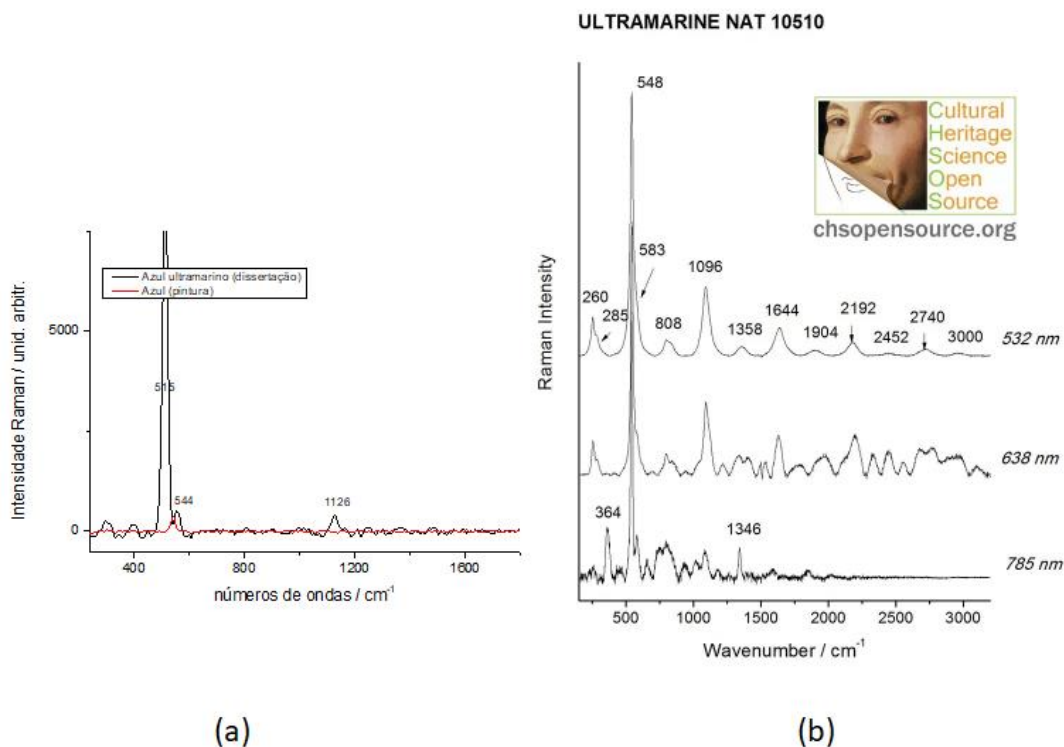 ULTRAMARINE NAT 10510
Intensidade Raman / unid. arbitr.
5000
0
Azul ultramarino (dissertação)
Azul (pintura)
515
544
1126
400
800
1200
1600
números de ondas / cm-1
(a)
Raman Intensity
548
583
260
285
808
1096
1358
1644
1904
2192
2452
2740
3000
532 nm
638 nm
364
1346
785 nm
500
1000
1500
2000
2500
3000
Wavenumber / cm-1
Cultural
Heritage
Science
Open
Source
chsopensource.org
(b)